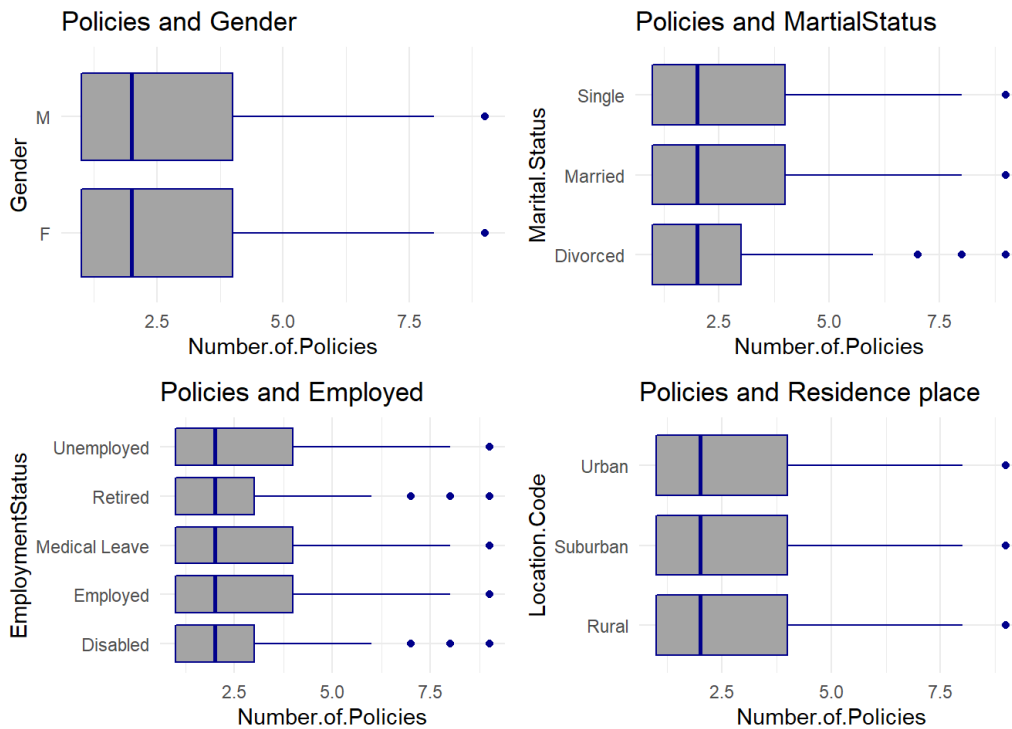 Policies and Gender
Gender
M
F
2.5 5.0 7.5
Number.of.Policies
Policies and MartialStatus
Marital.Status
Single
Married
Divorced
2.5 5.0 7.5
Number.of.Policies
Policies and Employed
EmploymentStatus
Unemployed
Retired
Medical Leave
Employed
Disabled
2.5 5.0 7.5
Number.of.Policies
Policies and Residence place
Location.Code
Urban
Suburban
Rural
2.5 5.0 7.5
Number.of.Policies